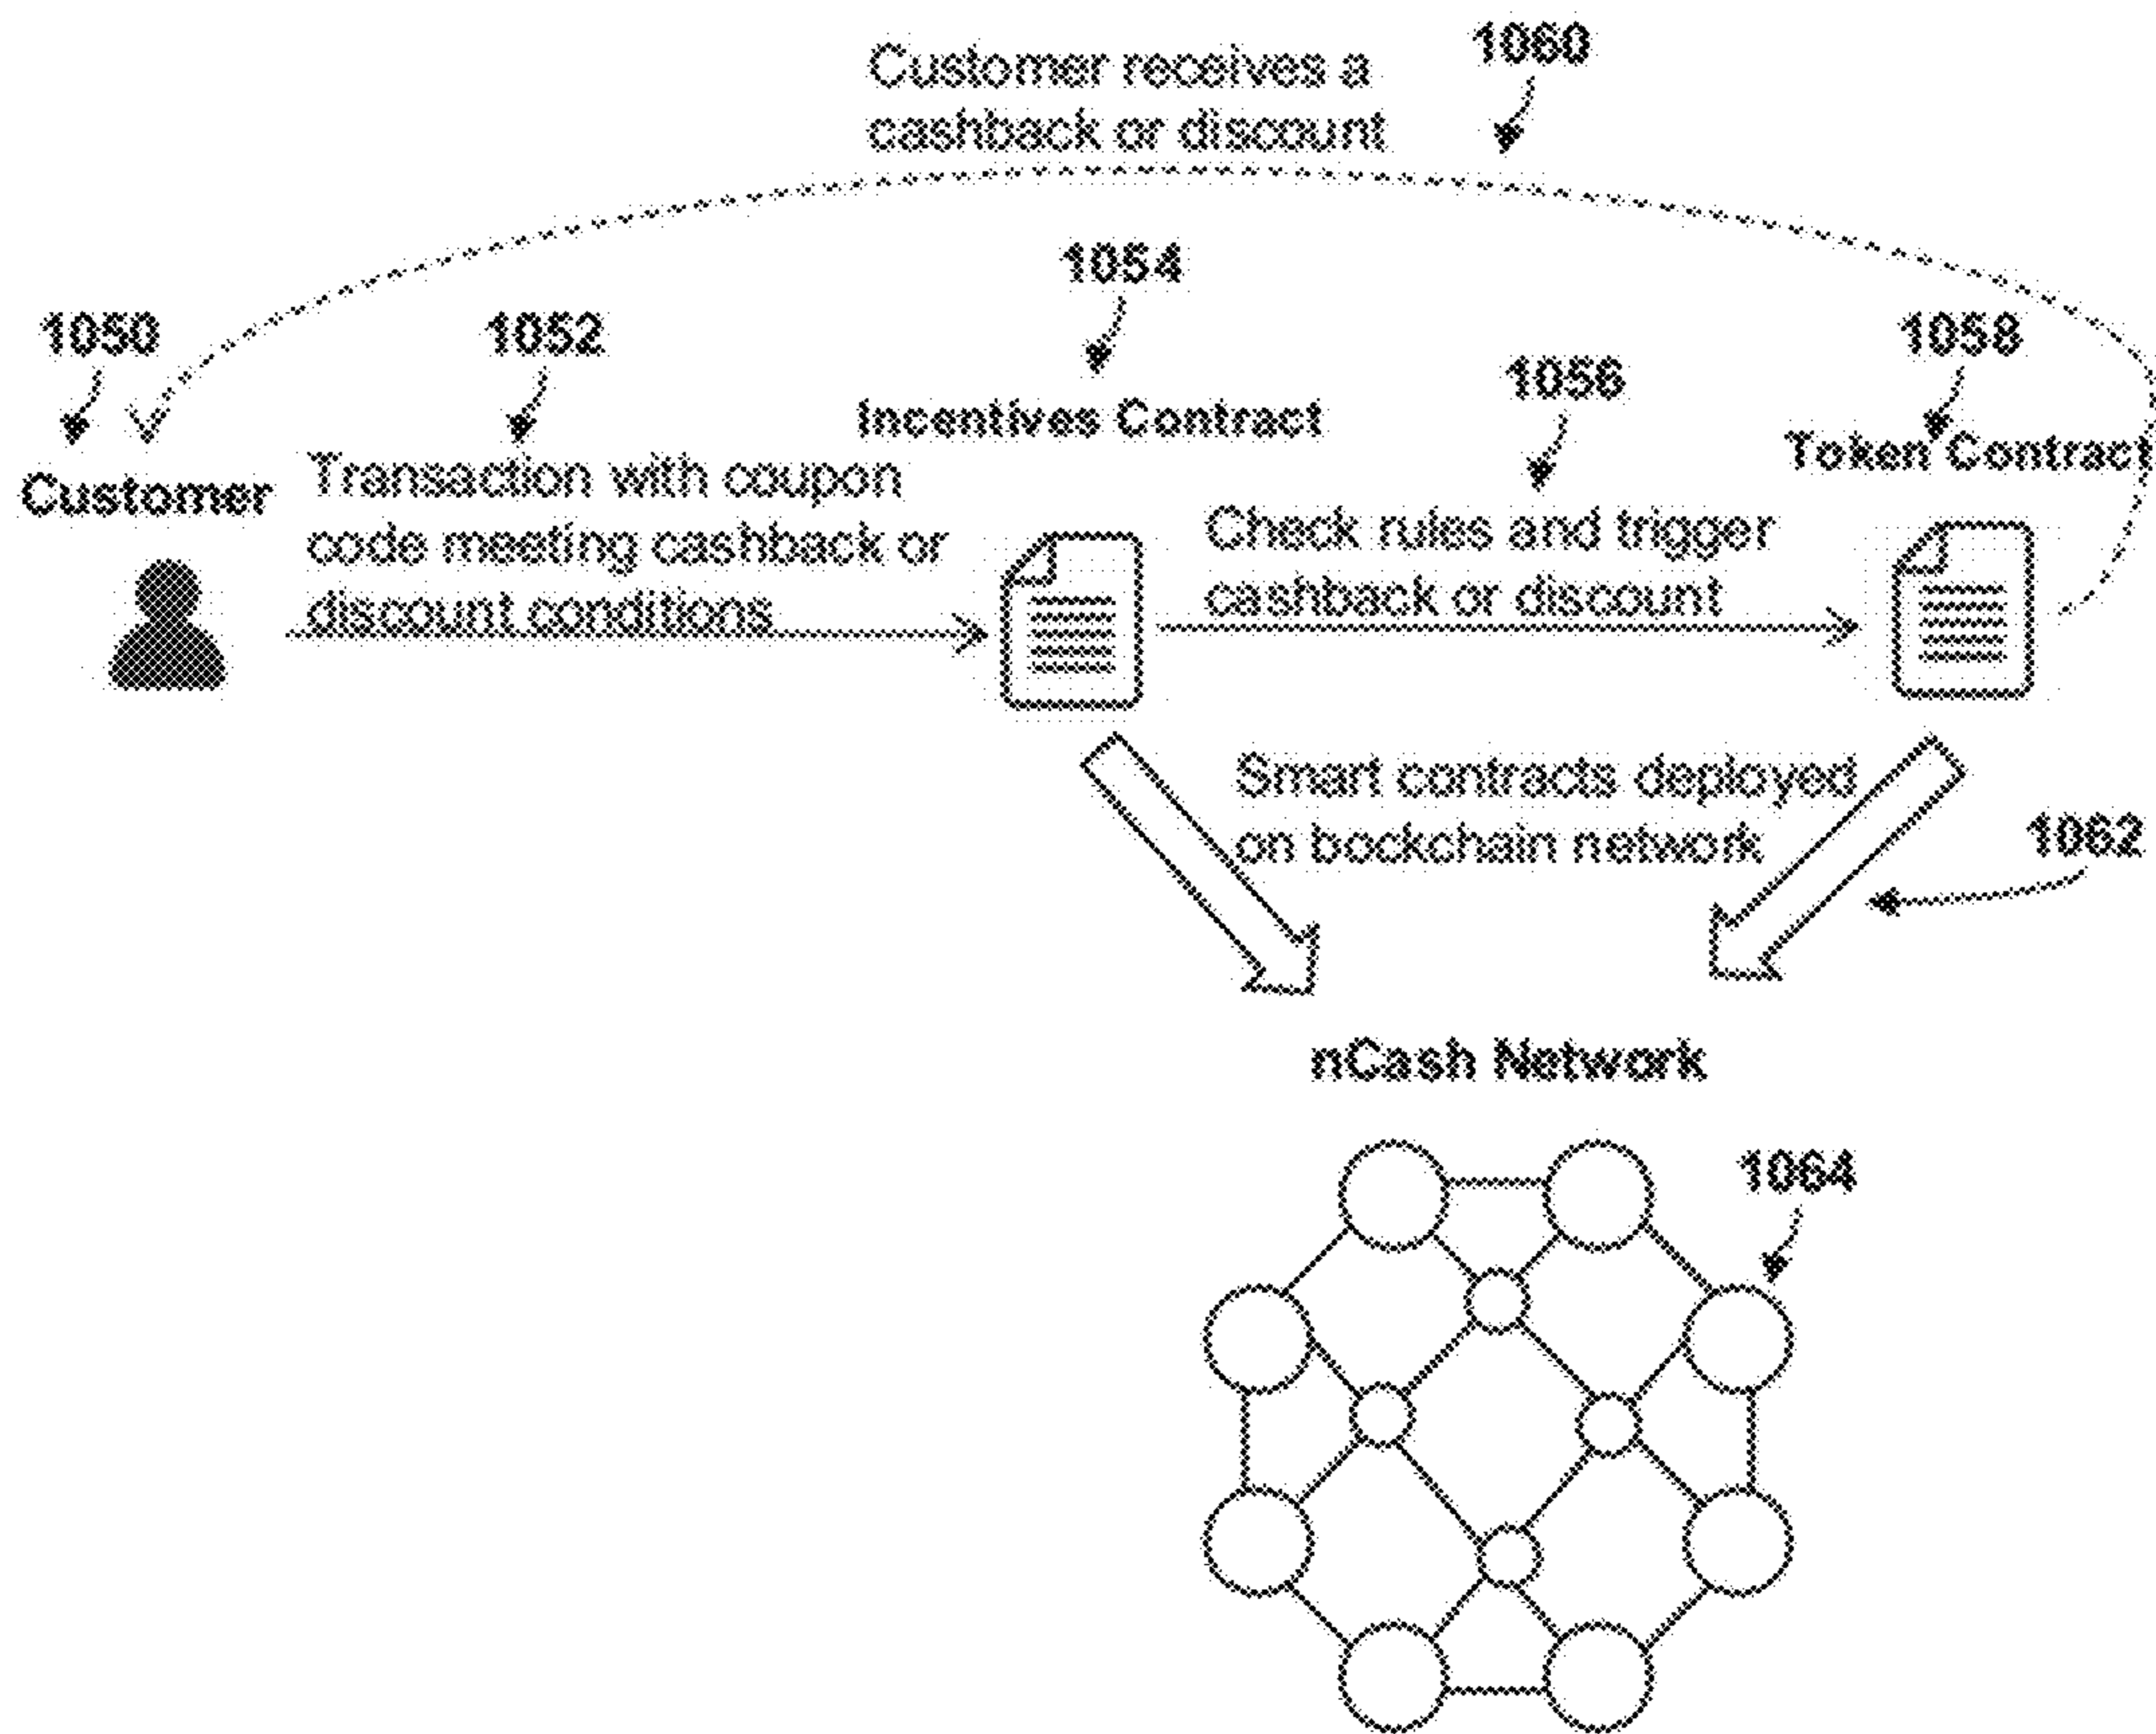 1060
Customer receives a
cashback or discount
1054
1050
1052
1058
1056
Incentives Contract
Token Contract
Customer
Transaction with coupon
code meeting cashback or
discount conditions
Check rules and trigger
cashback or discount
Smart contracts deployed
on bockchain network
1062
nCash Network
1064